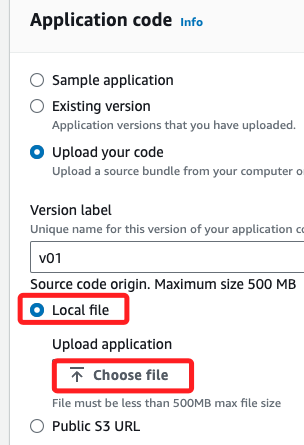 Application code Info
Sample application
Existing version
Application versions that you have uploaded.
Upload your code
Upload a source bundle from your computer o
Version label
Unique name for this version of your application co
v01
Source code origin. Maximum size 500 MB
Local file
Upload application
Choose file
File must be less than 500MB max file size
Public S3 URL